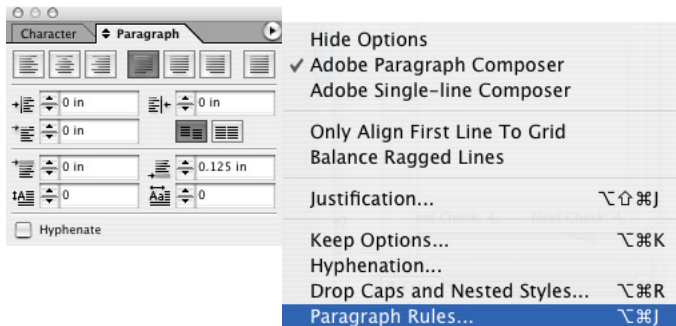 Character
Paragraph
0 in
0 in
0 in
0 in
0.125 in
0
0
Hyphenate
Hide Options
✓ Adobe Paragraph Composer
Adobe Single-line Composer
Only Align First Line To Grid
Balance Ragged Lines
Justification... ⌥⇧⌘J
Keep Options... ⌥⌘K
Hyphenation...
Drop Caps and Nested Styles... ⌥⌘R
Paragraph Rules... ⌥⌘J